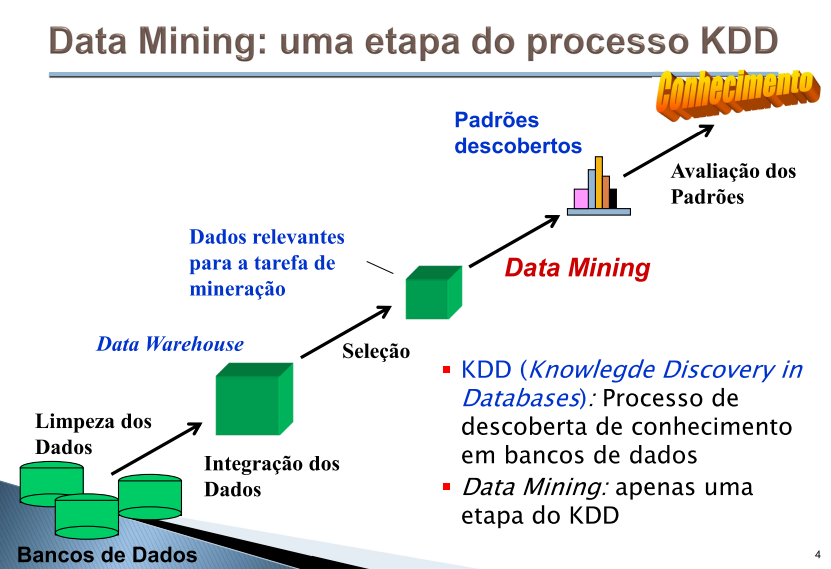 Data Mining: uma etapa do processo KDD
Conhecimento
Padrões
descobertos
Avaliação dos
Padrões
Dados relevantes
para a tarefa de
mineração
Data Mining
Data Warehouse
Seleção
KDD (Knowlegde Discovery in
Databases): Processo de
descoberta de conhecimento
em bancos de dados
Data Mining: apenas uma
etapa do KDD
Limpeza dos
Dados
Integração dos
Dados
Bancos de Dados
4